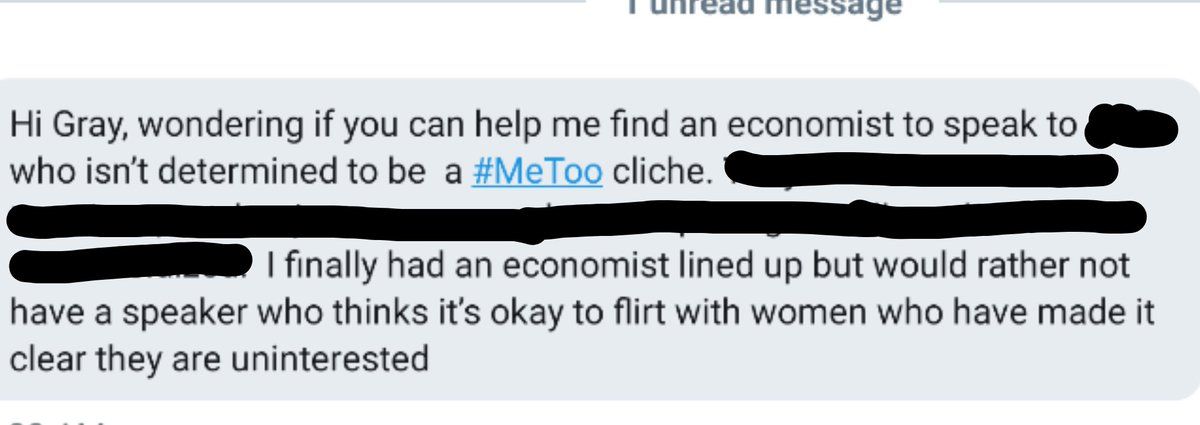 1 unread message
Hi Gray, wondering if you can help me find an economist to speak to
who isn't determined to be  a #MeToo cliche.
I finally had an economist lined up but would rather not
have a speaker who thinks it's okay to flirt with women who have made it
clear they are uninterested